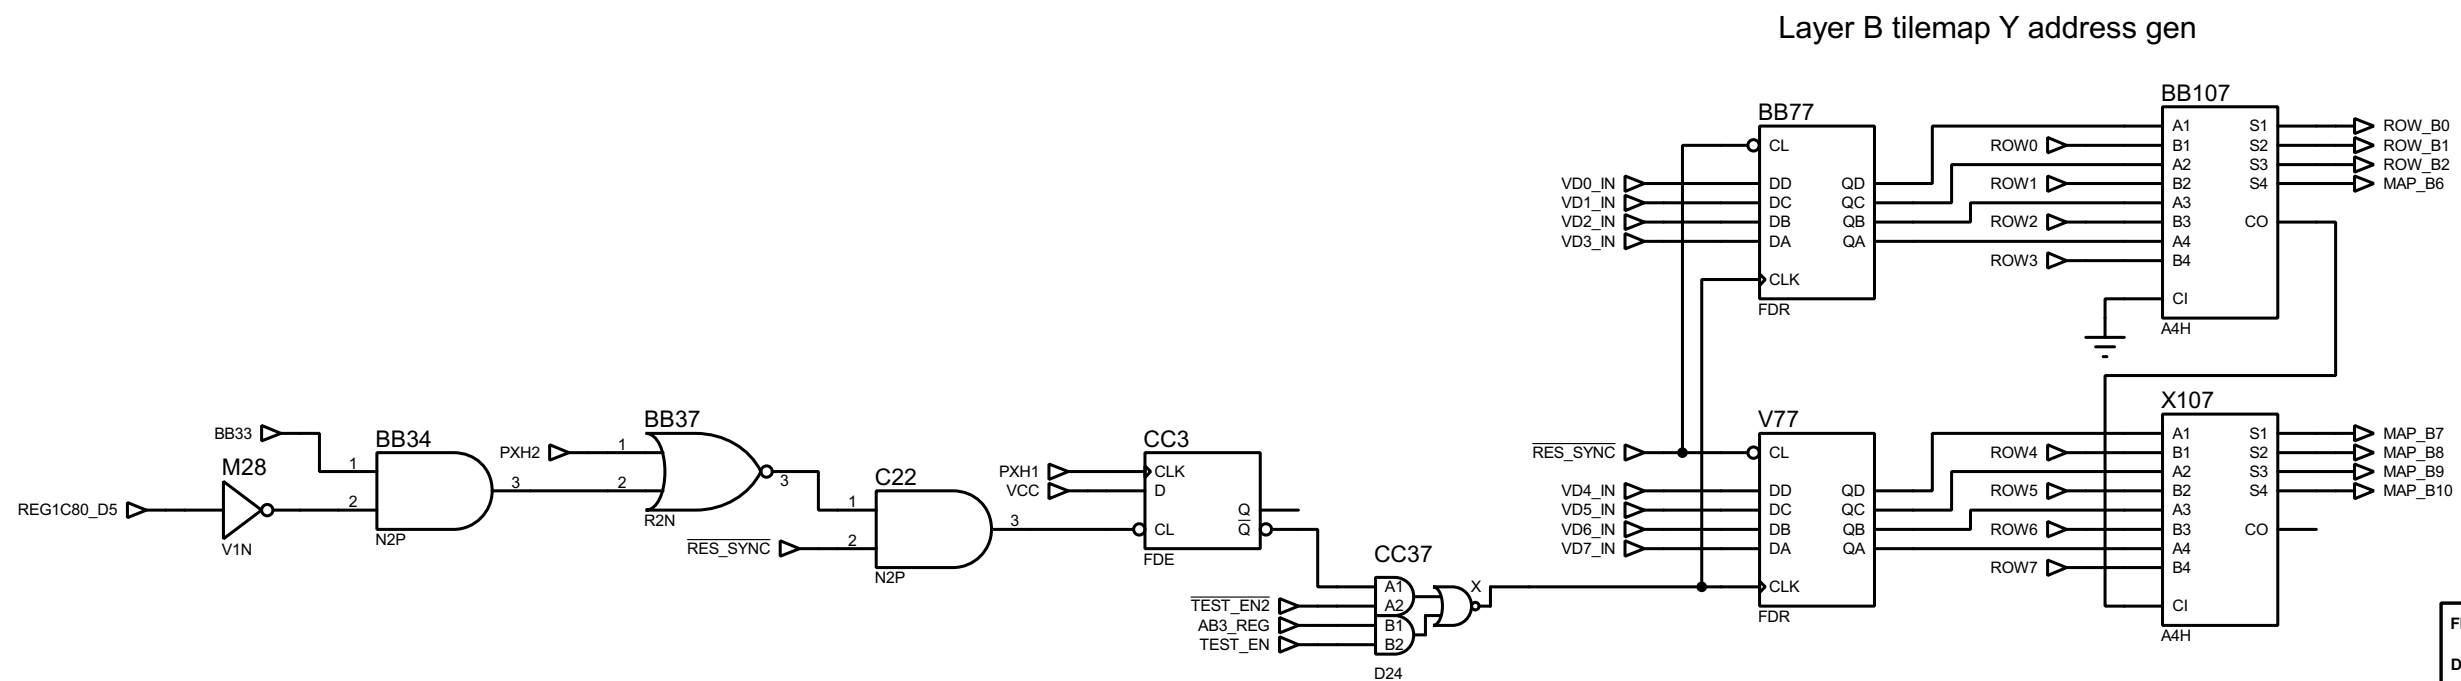 Layer B tilemap Y address gen
BB33
REG1C80_D5
M28
V1N
BB34
1
2
3
N2P
PXH2
BB37
1
2
3
R2N
RES_SYNC
C22
1
2
3
N2P
PXH1
VCC
CC3
CLK
D
CL
Q
Q
FDE
TEST_EN2
AB3_REG
TEST_EN
CC37
A1
A2
B1
B2
X
D24
VD0_IN
VD1_IN
VD2_IN
VD3_IN
BB77
CL
DD QD
DC QC
DB QB
DA QA
CLK
FDR
ROW0
ROW1
ROW2
ROW3
BB107
A1 S1
B1 S2
A2 S3
B2 S4
A3
B3 CO
A4
B4
CI
A4H
ROW_B0
ROW_B1
ROW_B2
MAP_B6
RES_SYNC
VD4_IN
VD5_IN
VD6_IN
VD7_IN
V77
CL
DD QD
DC QC
DB QB
DA QA
CLK
FDR
ROW4
ROW5
ROW6
ROW7
X107
A1 S1
B1 S2
A2 S3
B2 S4
A3
B3 CO
A4
B4
CI
A4H
MAP_B7
MAP_B8
MAP_B9
MAP_B10